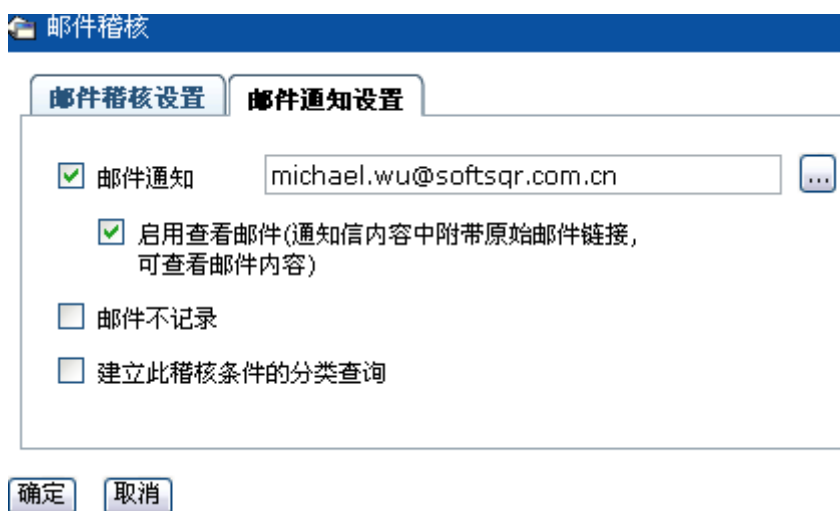 邮件稽核
邮件稽核设置 邮件通知设置
邮件通知 michael.wu@softsqr.com.cn ...
启用查看邮件(通知信内容中附带原始邮件链接,
可查看邮件内容)
邮件不记录
建立此稽核条件的分类查询
确定 取消